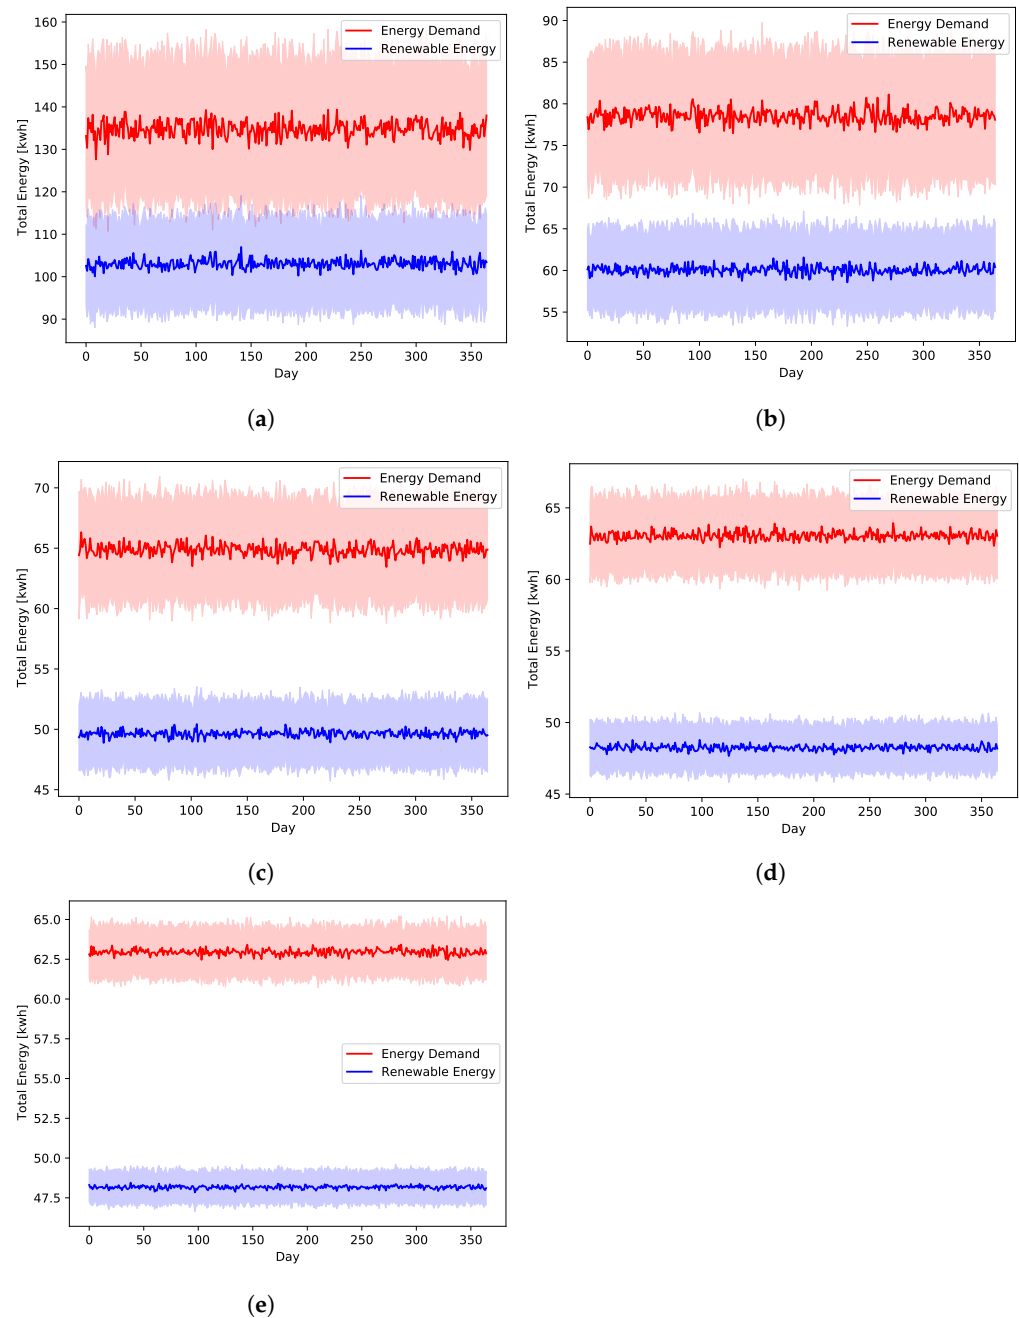 160
150
140
130
120
110
100
90
Total Energy [kwh]
0 50 100 150 200 250 300 350
Day
Energy Demand
Renewable Energy
(a)
90
85
80
75
70
65
60
55
Total Energy [kwh]
0 50 100 150 200 250 300 350
Day
Energy Demand
Renewable Energy
(b)
70
65
60
55
50
45
Total Energy [kwh]
0 50 100 150 200 250 300 350
Day
Energy Demand
Renewable Energy
(c)
65
60
55
50
45
Total Energy [kwh]
0 50 100 150 200 250 300 350
Day
Energy Demand
Renewable Energy
(d)
65.0
62.5
60.0
57.5
55.0
52.5
50.0
47.5
Total Energy [kwh]
0 50 100 150 200 250 300 350
Day
Energy Demand
Renewable Energy
(e)